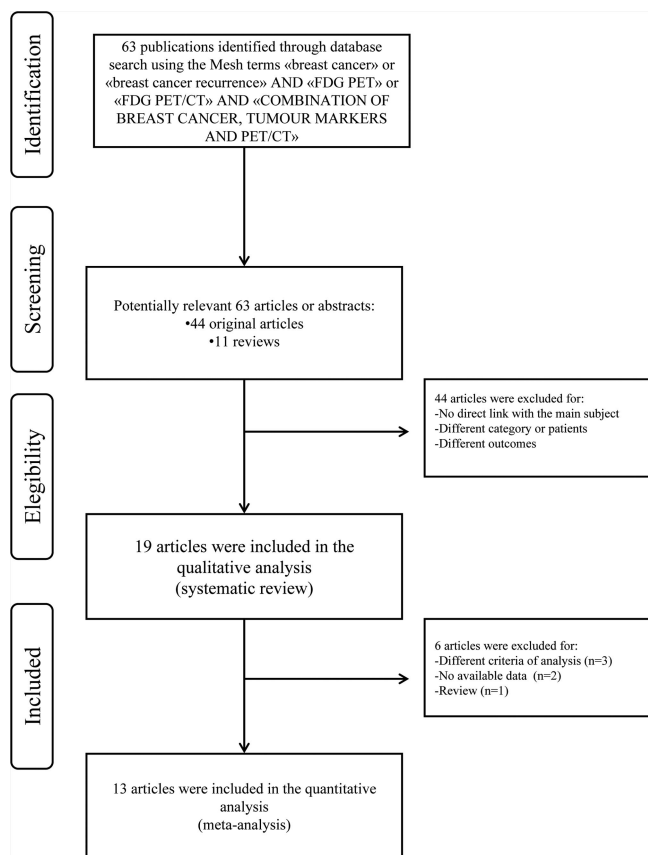 Identification
63 publications identified through database
search using the Mesh terms «breast cancer» or
«breast cancer recurrence» AND «FDG PET» or
«FDG PET/CT» AND «COMBINATION OF
BREAST CANCER, TUMOUR MARKERS
AND PET/CT»
Screening
Potentially relevant 63 articles or abstracts:
•44 original articles
•11 reviews
Elegibility
44 articles were excluded for:
-No direct link with the main subject
-Different category or patients
-Different outcomes
19 articles were included in the
qualitative analysis
(systematic review)
Included
6 articles were excluded for:
-Different criteria of analysis (n=3)
-No available data (n=2)
-Review (n=1)
13 articles were included in the quantitative
analysis
(meta-analysis)